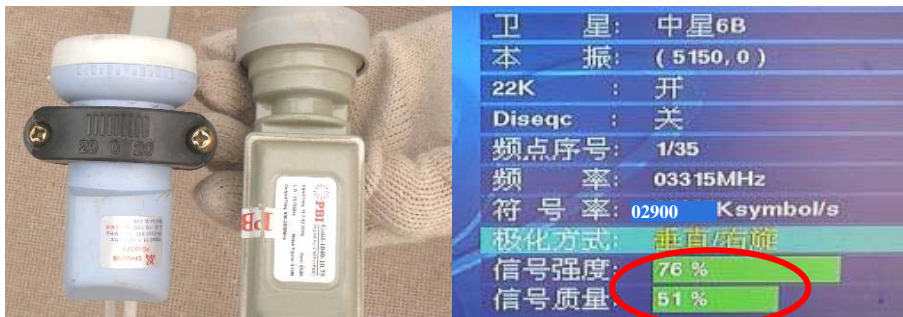 20 0 20
PBI
PB
卫 星: 中星6B
本 振: ( 5150, 0 )
22K : 开
Diseqc : 关
频点序号: 1/35
频 率: 03315MHz
符 号 率: 02900 Ksymbol/s
极化方式: 垂直/右旋
信号强度: 76 %
信号质量: 51 %